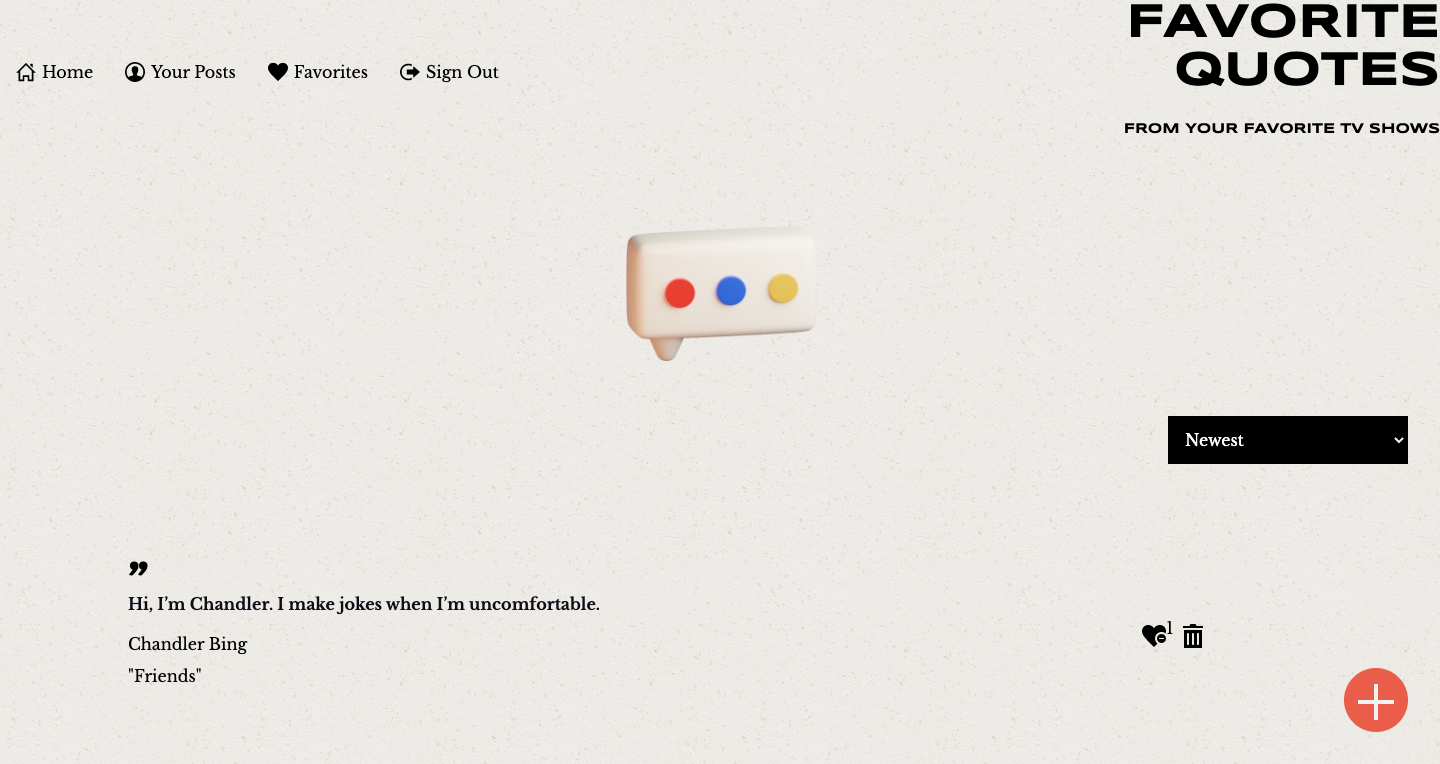 FAVORITE
QUOTES
Home Your Posts Favorites Sign Out
FROM YOUR FAVORITE TV SHOWS
Newest
”
Hi, I’m Chandler. I make jokes when I’m uncomfortable.
1
Chandler Bing
"Friends"